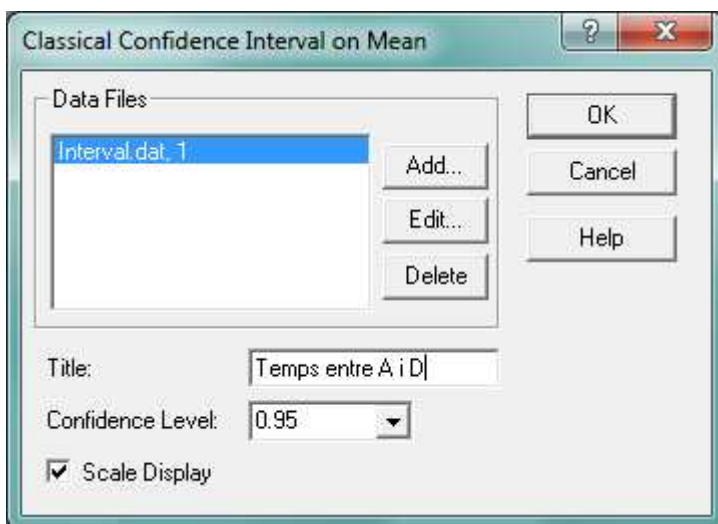 Classical Confidence Interval on Mean
Data Files
Interval.dat, 1
Add...
Edit...
Delete
OK
Cancel
Help
Title:
Temps entre A i D
Confidence Level:
0.95
Scale Display